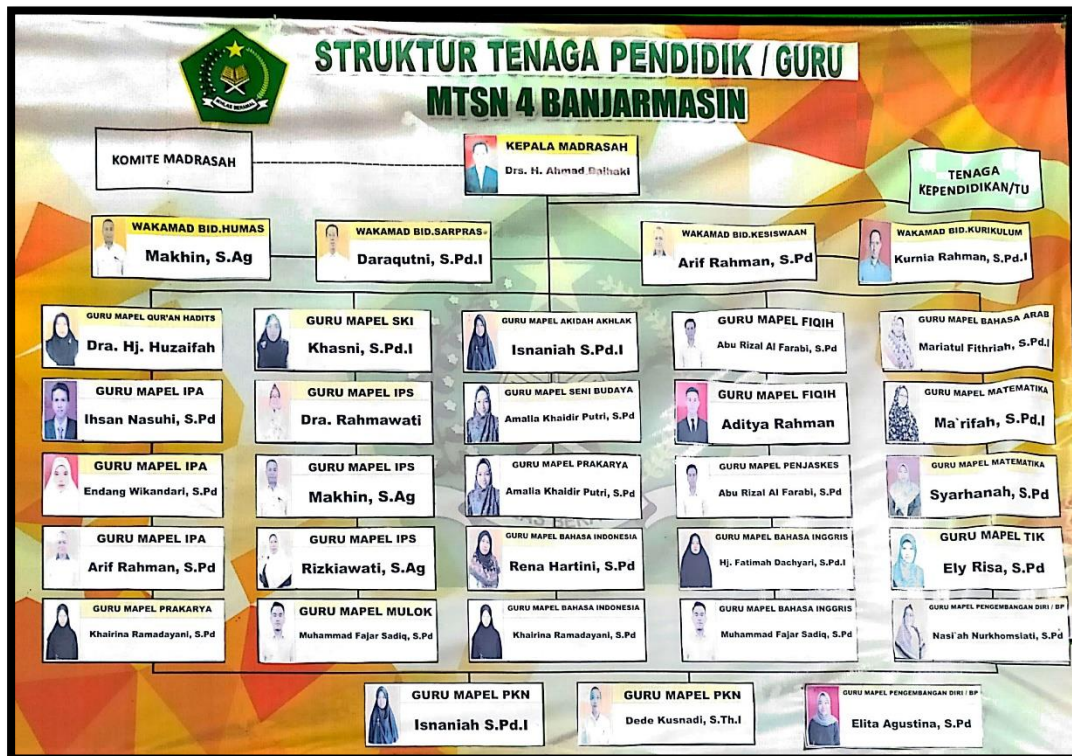 STRUKTUR TENAGA PENDIDIK / GURU
MTSN 4 BANJARMASIN
IKHLAS BERAMAL
KOMITE MADRASAH
KEPALA MADRASAH
Drs. H. Ahmad Baihaki
TENAGA
KEPENDIDIKAN/TU
WAKAMAD BID.HUMAS
Makhin, S.Ag
WAKAMAD BID.SARPRAS
Daraqutni, S.Pd.I
WAKAMAD BID.KESISWAAN
Arif Rahman, S.Pd
WAKAMAD BID.KURIKULUM
Kurnia Rahman, S.Pd.I
GURU MAPEL QUR'AN HADITS
Dra. Hj. Huzaifah
GURU MAPEL SKI
Khasni, S.Pd.I
GURU MAPEL AKIDAH AKHLAK
Isnaniah S.Pd.I
GURU MAPEL FIQIH
Abu Rizal Al Farabi, S.Pd
GURU MAPEL BAHASA ARAB
Mariatul Fithriah, S.Pd.I
GURU MAPEL IPA
Ihsan Nasuhi, S.Pd
GURU MAPEL IPS
Dra. Rahmawati
GURU MAPEL SENI BUDAYA
Amalia Khaidir Putri, S.Pd
GURU MAPEL FIQIH
Aditya Rahman
GURU MAPEL MATEMATIKA
Ma`rifah, S.Pd.I
GURU MAPEL IPA
Endang Wikandari, S.Pd
GURU MAPEL IPS
Makhin, S.Ag
GURU MAPEL PRAKARYA
Amalia Khaidir Putri, S.Pd
GURU MAPEL PENJASKES
Abu Rizal Al Farabi, S.Pd
GURU MAPEL MATEMATIKA
Syarhanah, S.Pd
GURU MAPEL IPA
Arif Rahman, S.Pd
GURU MAPEL IPS
Rizkiawati, S.Ag
GURU MAPEL BAHASA INDONESIA
Rena Hartini, S.Pd
GURU MAPEL BAHASA INGGRIS
Hj. Fatimah Dachyari, S.Pd.I
GURU MAPEL TIK
Ely Risa, S.Pd
GURU MAPEL PRAKARYA
Khairina Ramadayani, S.Pd
GURU MAPEL MULOK
Muhammad Fajar Sadiq, S.Pd
GURU MAPEL BAHASA INDONESIA
Khairina Ramadayani, S.Pd
GURU MAPEL BAHASA INGGRIS
Muhammad Fajar Sadiq, S.Pd
GURU MAPEL PENGEMBANGAN DIRI / BP
Nasi`ah Nurkhomsiati, S.Pd
GURU MAPEL PKN
Isnaniah S.Pd.I
GURU MAPEL PKN
Dede Kusnadi, S.Th.I
GURU MAPEL PENGEMBANGAN DIRI / BP
Elita Agustina, S.Pd